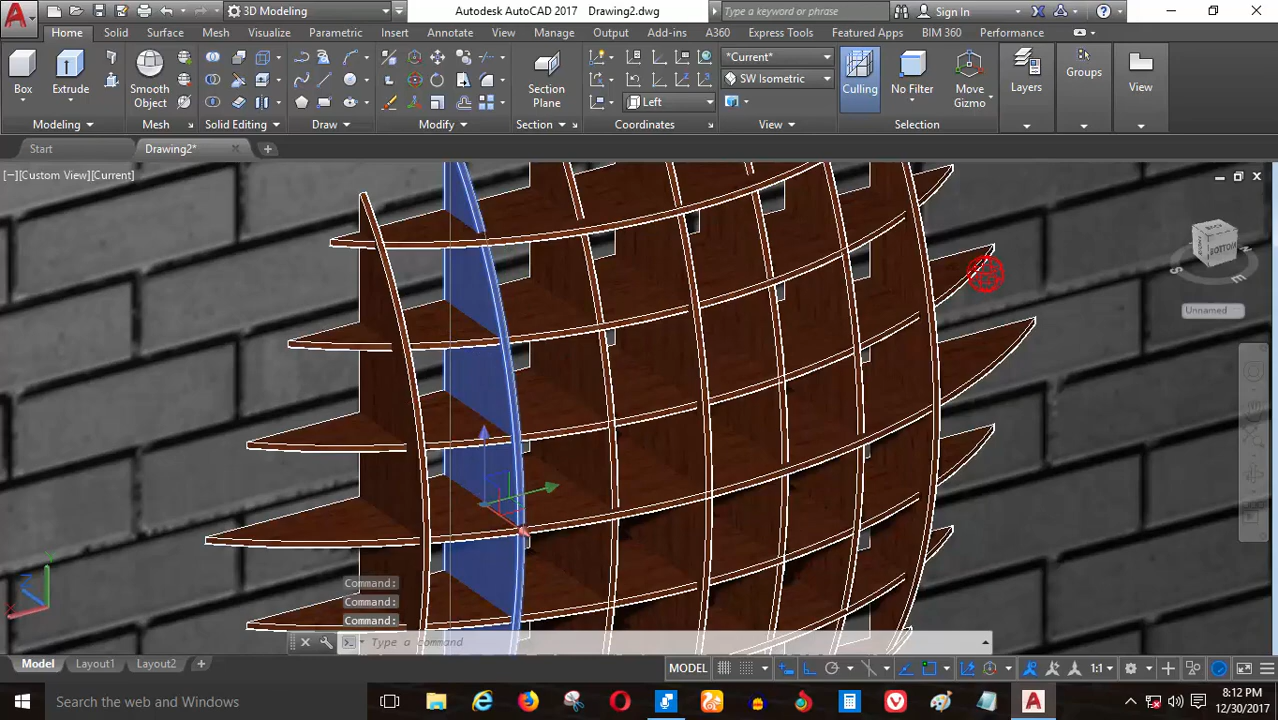 3D Modeling
Autodesk AutoCAD 2017 Drawing2.dwg
Type a keyword or phrase
Sign In
Home Solid Surface Mesh Visualize Parametric Insert Annotate View Manage Output Add-ins A360 Express Tools Featured Apps BIM 360 Performance
Box
Extrude
Smooth
Object
Section
Plane
*Current*
SW Isometric
Left
Culling
No Filter
Move
Gizmo
Layers
Groups
View
Modeling Mesh Solid Editing Draw Modify Section Coordinates View Selection
Start
Drawing2*
[−][Custom View][Current]
BOTTOM
S
E
Unnamed
Command:
Command:
Command:
Type a command
X
Y
Z
Model Layout1 Layout2
MODEL
1:1
Search the web and Windows
8:12 PM
12/30/2017